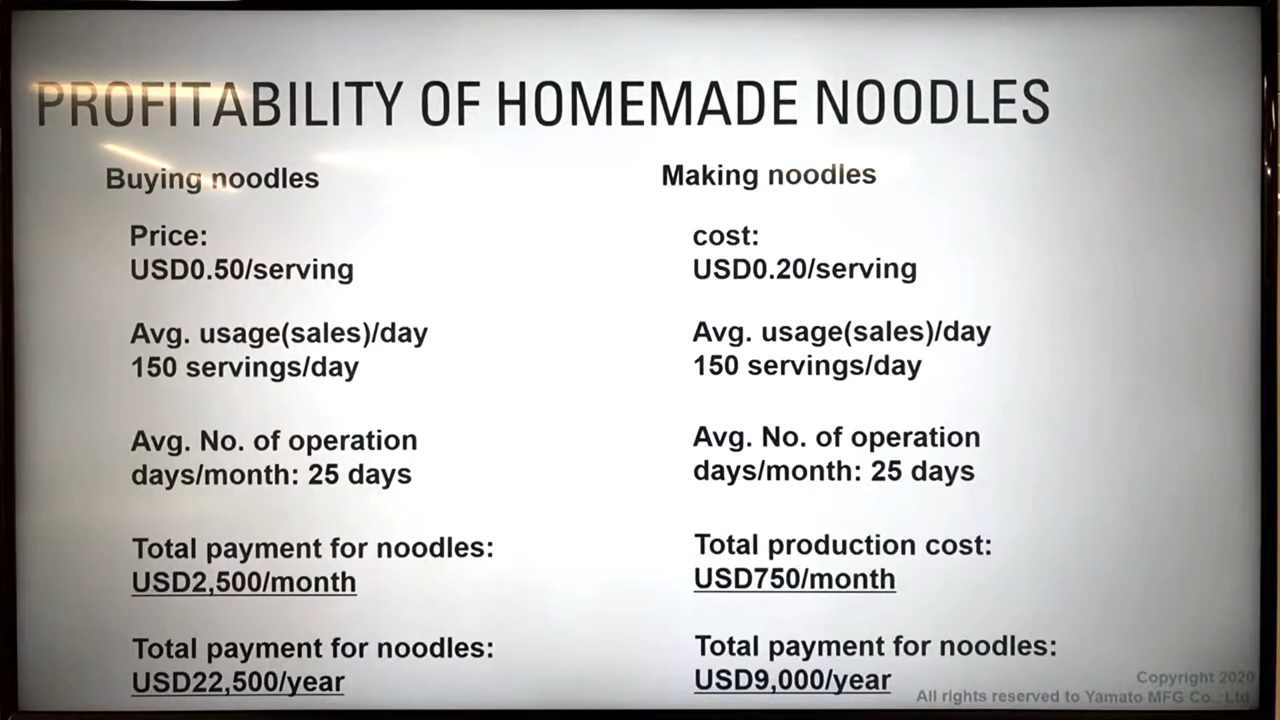 PROFITABILITY OF HOMEMADE NOODLES
Buying noodles
Price:
USD0.50/serving
Avg. usage(sales)/day
150 servings/day
Avg. No. of operation
days/month: 25 days
Total payment for noodles:
USD2,500/month
Total payment for noodles:
USD22,500/year
Making noodles
cost:
USD0.20/serving
Avg. usage(sales)/day
150 servings/day
Avg. No. of operation
days/month: 25 days
Total production cost:
USD750/month
Total payment for noodles:
USD9,000/year
Copyright 2020
All rights reserved to Yamato MFG Co., Ltd.